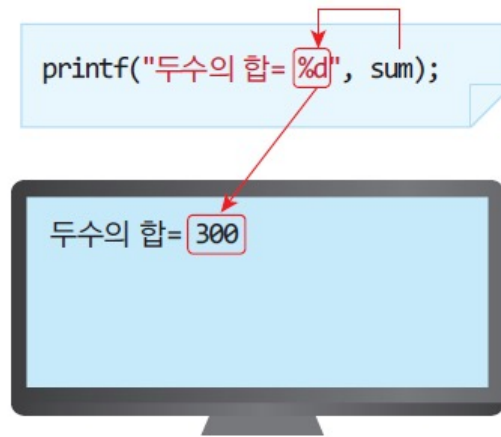 printf("두수의 합= %d", sum);
두수의 합= 300